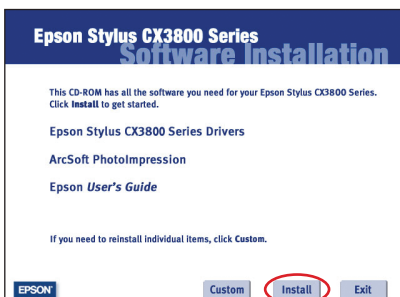 Epson Stylus CX3800 Series
Software Installation
This CD-ROM has all the software you need for your Epson Stylus CX3800 Series.
Click Install to get started.
Epson Stylus CX3800 Series Drivers
ArcSoft PhotoImpression
Epson User's Guide
If you need to reinstall individual items, click Custom.
EPSON
Custom Install Exit